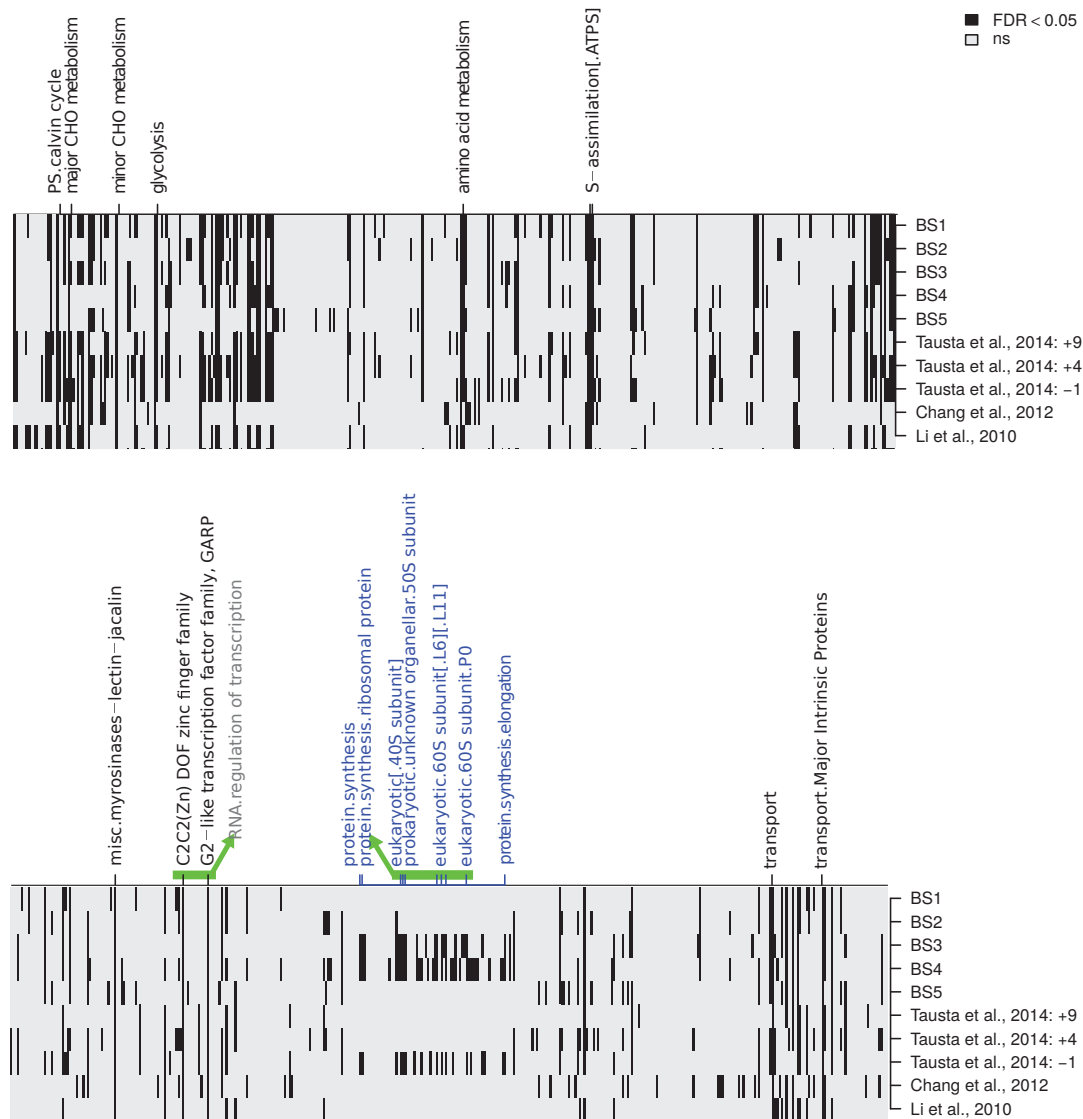 FDR < 0.05
ns
PS.calvin cycle
major CHO metabolism
minor CHO metabolism
glycolysis
amino acid metabolism
S−assimilation[.ATPS]
BS1
BS2
BS3
BS4
BS5
Tausta et al., 2014: +9
Tausta et al., 2014: +4
Tausta et al., 2014: −1
Chang et al., 2012
Li et al., 2010
misc.myrosinases−lectin−jacalin
C2C2(Zn) DOF zinc finger family
G2−like transcription factor family, GARP
RNA.regulation of transcription
protein.synthesis
protein.synthesis.ribosomal protein
eukaryotic[.40S subunit]
prokaryotic.unknown organellar.50S subunit
eukaryotic.60S subunit[.L6][.L11]
eukaryotic.60S subunit.P0
protein.synthesis.elongation
transport
transport.Major Intrinsic Proteins
BS1
BS2
BS3
BS4
BS5
Tausta et al., 2014: +9
Tausta et al., 2014: +4
Tausta et al., 2014: −1
Chang et al., 2012
Li et al., 2010